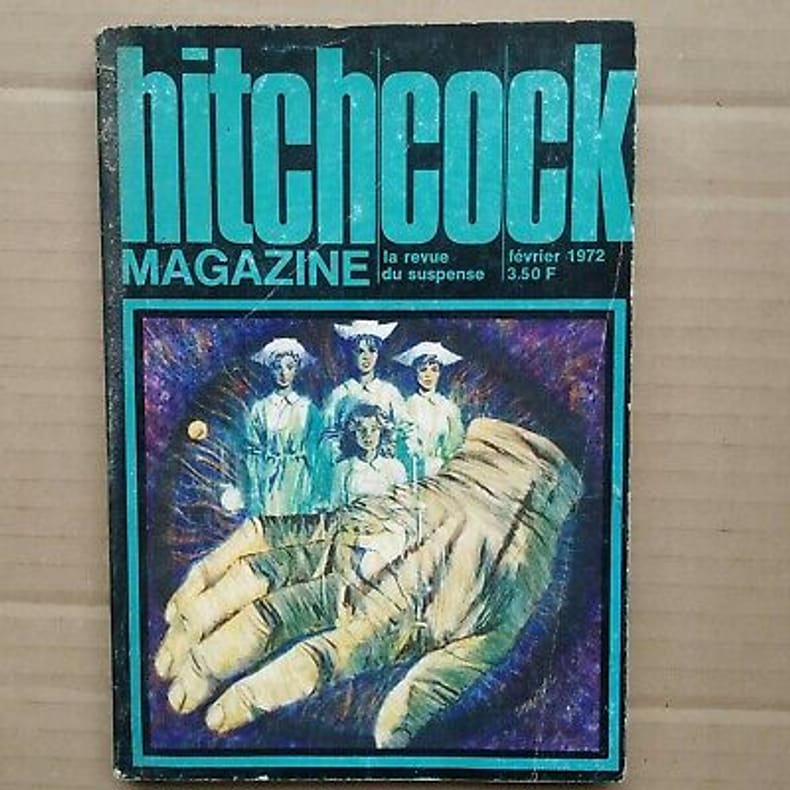 hitchcock
MAGAZINE
la revue
du suspense
février 1972
3.50 F